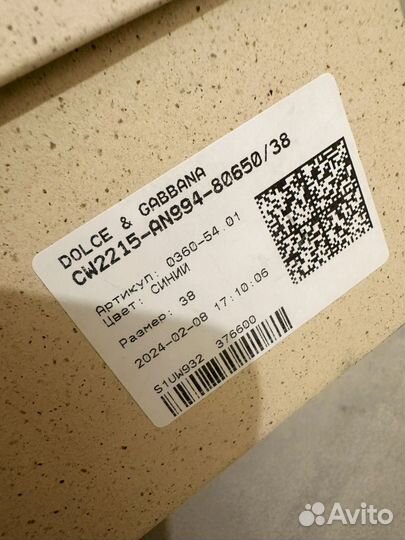 DOLCE & GABBANA
CW2215-AN994-80650/38
Артикул: 0360-54 01
Цвет: СИНИЙ
Размер: 38
2024-02-08 17:10:06
S1UW932 376600
Avito